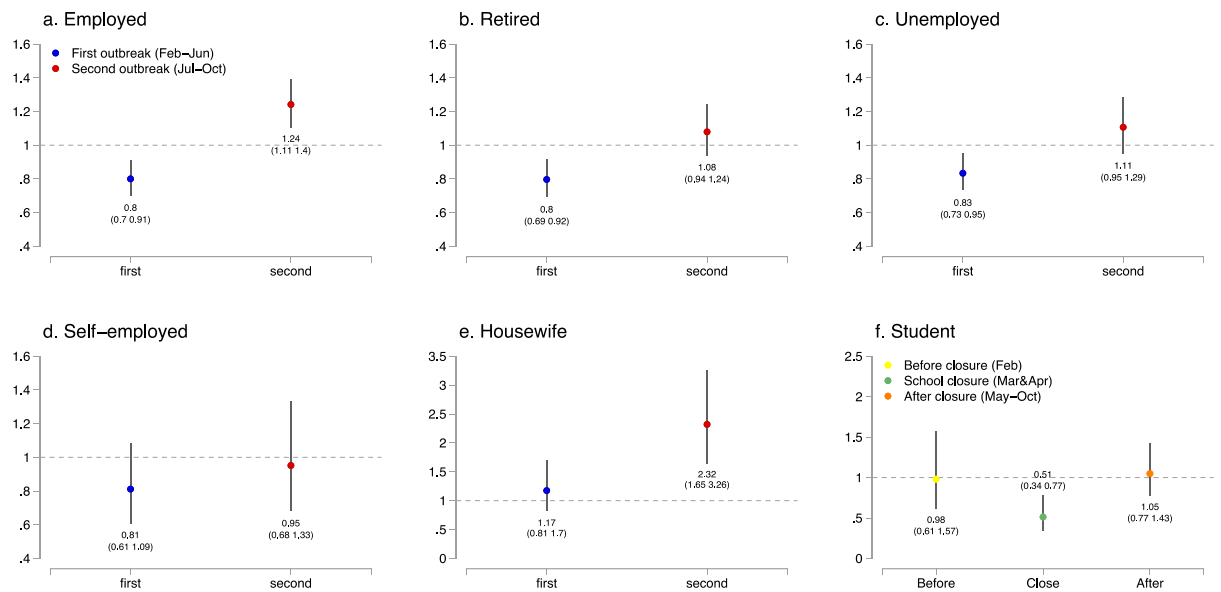 a. Employed
1.6
1.4
1.2
1
.8
.6
.4
First outbreak (Feb–Jun)
Second outbreak (Jul–Oct)
0.8
(0.7 0.91)
1.24
(1.11 1.4)
first
second
b. Retired
1.6
1.4
1.2
1
.8
.6
.4
0.8
(0.69 0.92)
1.08
(0.94 1.24)
first
second
c. Unemployed
1.6
1.4
1.2
1
.8
.6
.4
0.83
(0.73 0.95)
1.11
(0.95 1.29)
first
second
d. Self–employed
1.6
1.4
1.2
1
.8
.6
.4
0.81
(0.61 1.09)
0.95
(0.68 1.33)
first
second
e. Housewife
3.5
3
2.5
2
1.5
1
.5
0
1.17
(0.81 1.7)
2.32
(1.65 3.26)
first
second
f. Student
2.5
2
1.5
1
.5
0
Before closure (Feb)
School closure (Mar&Apr)
After closure (May–Oct)
0.98
(0.61 1.57)
0.51
(0.34 0.77)
1.05
(0.77 1.43)
Before
Close
After